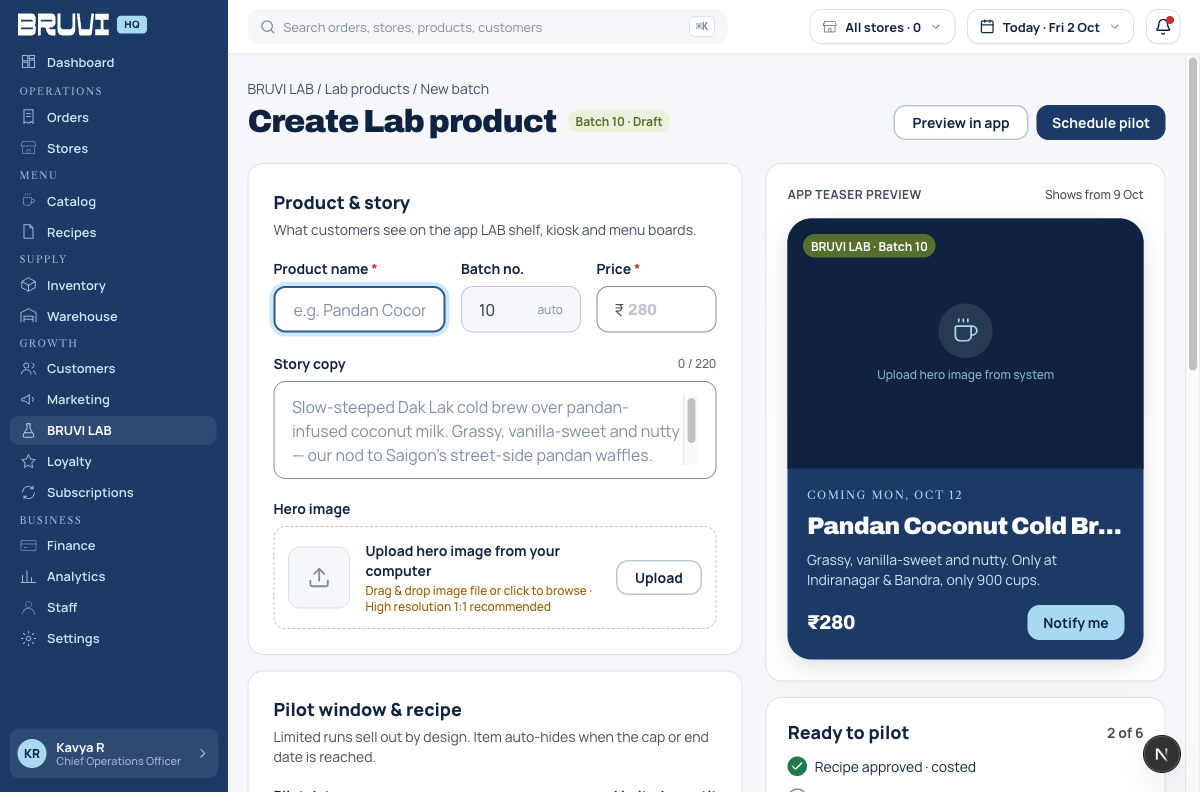 BRUVI HQ
Search orders, stores, products, customers
⌘K
All stores · 0
Today · Fri 2 Oct
Dashboard
OPERATIONS
Orders
Stores
MENU
Catalog
Recipes
SUPPLY
Inventory
Warehouse
GROWTH
Customers
Marketing
BRUVI LAB
Loyalty
Subscriptions
BUSINESS
Finance
Analytics
Staff
Settings
KR
Kavya R
Chief Operations Officer
BRUVI LAB / Lab products / New batch
Create Lab product
Batch 10 · Draft
Preview in app
Schedule pilot
Product & story
What customers see on the app LAB shelf, kiosk and menu boards.
Product name *
Batch no.
Price *
e.g. Pandan Cocon
10
auto
₹ 280
Story copy
0 / 220
Slow-steeped Dak Lak cold brew over pandan-
infused coconut milk. Grassy, vanilla-sweet and nutty
— our nod to Saigon's street-side pandan waffles.
Hero image
Upload hero image from your
computer
Drag & drop image file or click to browse ·
High resolution 1:1 recommended
Upload
Pilot window & recipe
Limited runs sell out by design. Item auto-hides when the cap or end
date is reached.
APP TEASER PREVIEW
Shows from 9 Oct
BRUVI LAB · Batch 10
Upload hero image from system
COMING MON, OCT 12
Pandan Coconut Cold Br...
Grassy, vanilla-sweet and nutty. Only at
Indiranagar & Bandra, only 900 cups.
₹280
Notify me
Ready to pilot
2 of 6
Recipe approved · costed
N